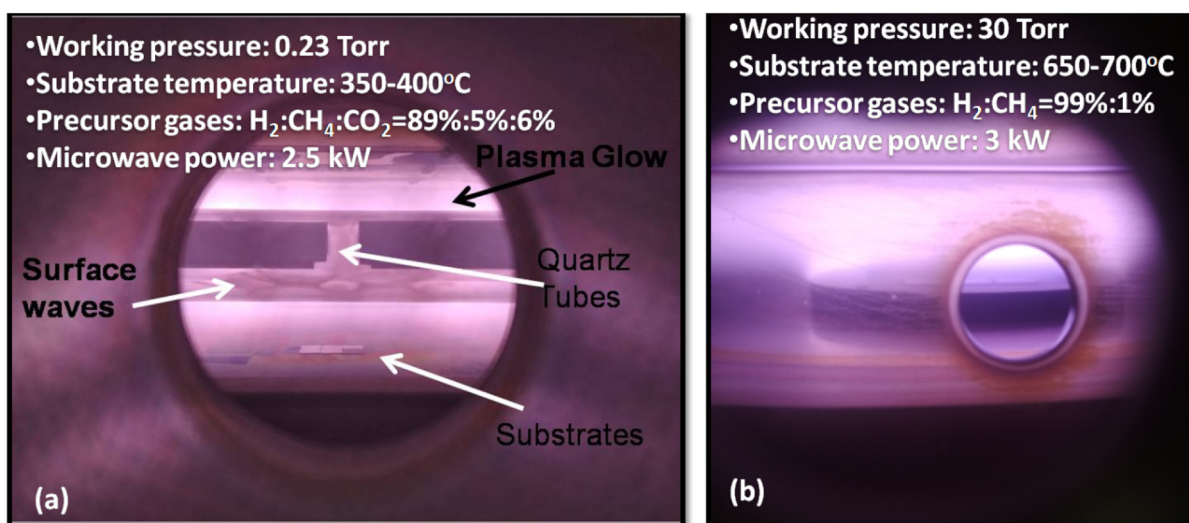 •Working pressure: 0.23 Torr
•Substrate temperature: 350-400°C
•Precursor gases: H₂:CH₄:CO₂=89%:5%:6%
•Microwave power: 2.5 kW
Plasma Glow
Surface
waves
Quartz
Tubes
Substrates
(a)
•Working pressure: 30 Torr
•Substrate temperature: 650-700°C
•Precursor gases: H₂:CH₄=99%:1%
•Microwave power: 3 kW
(b)